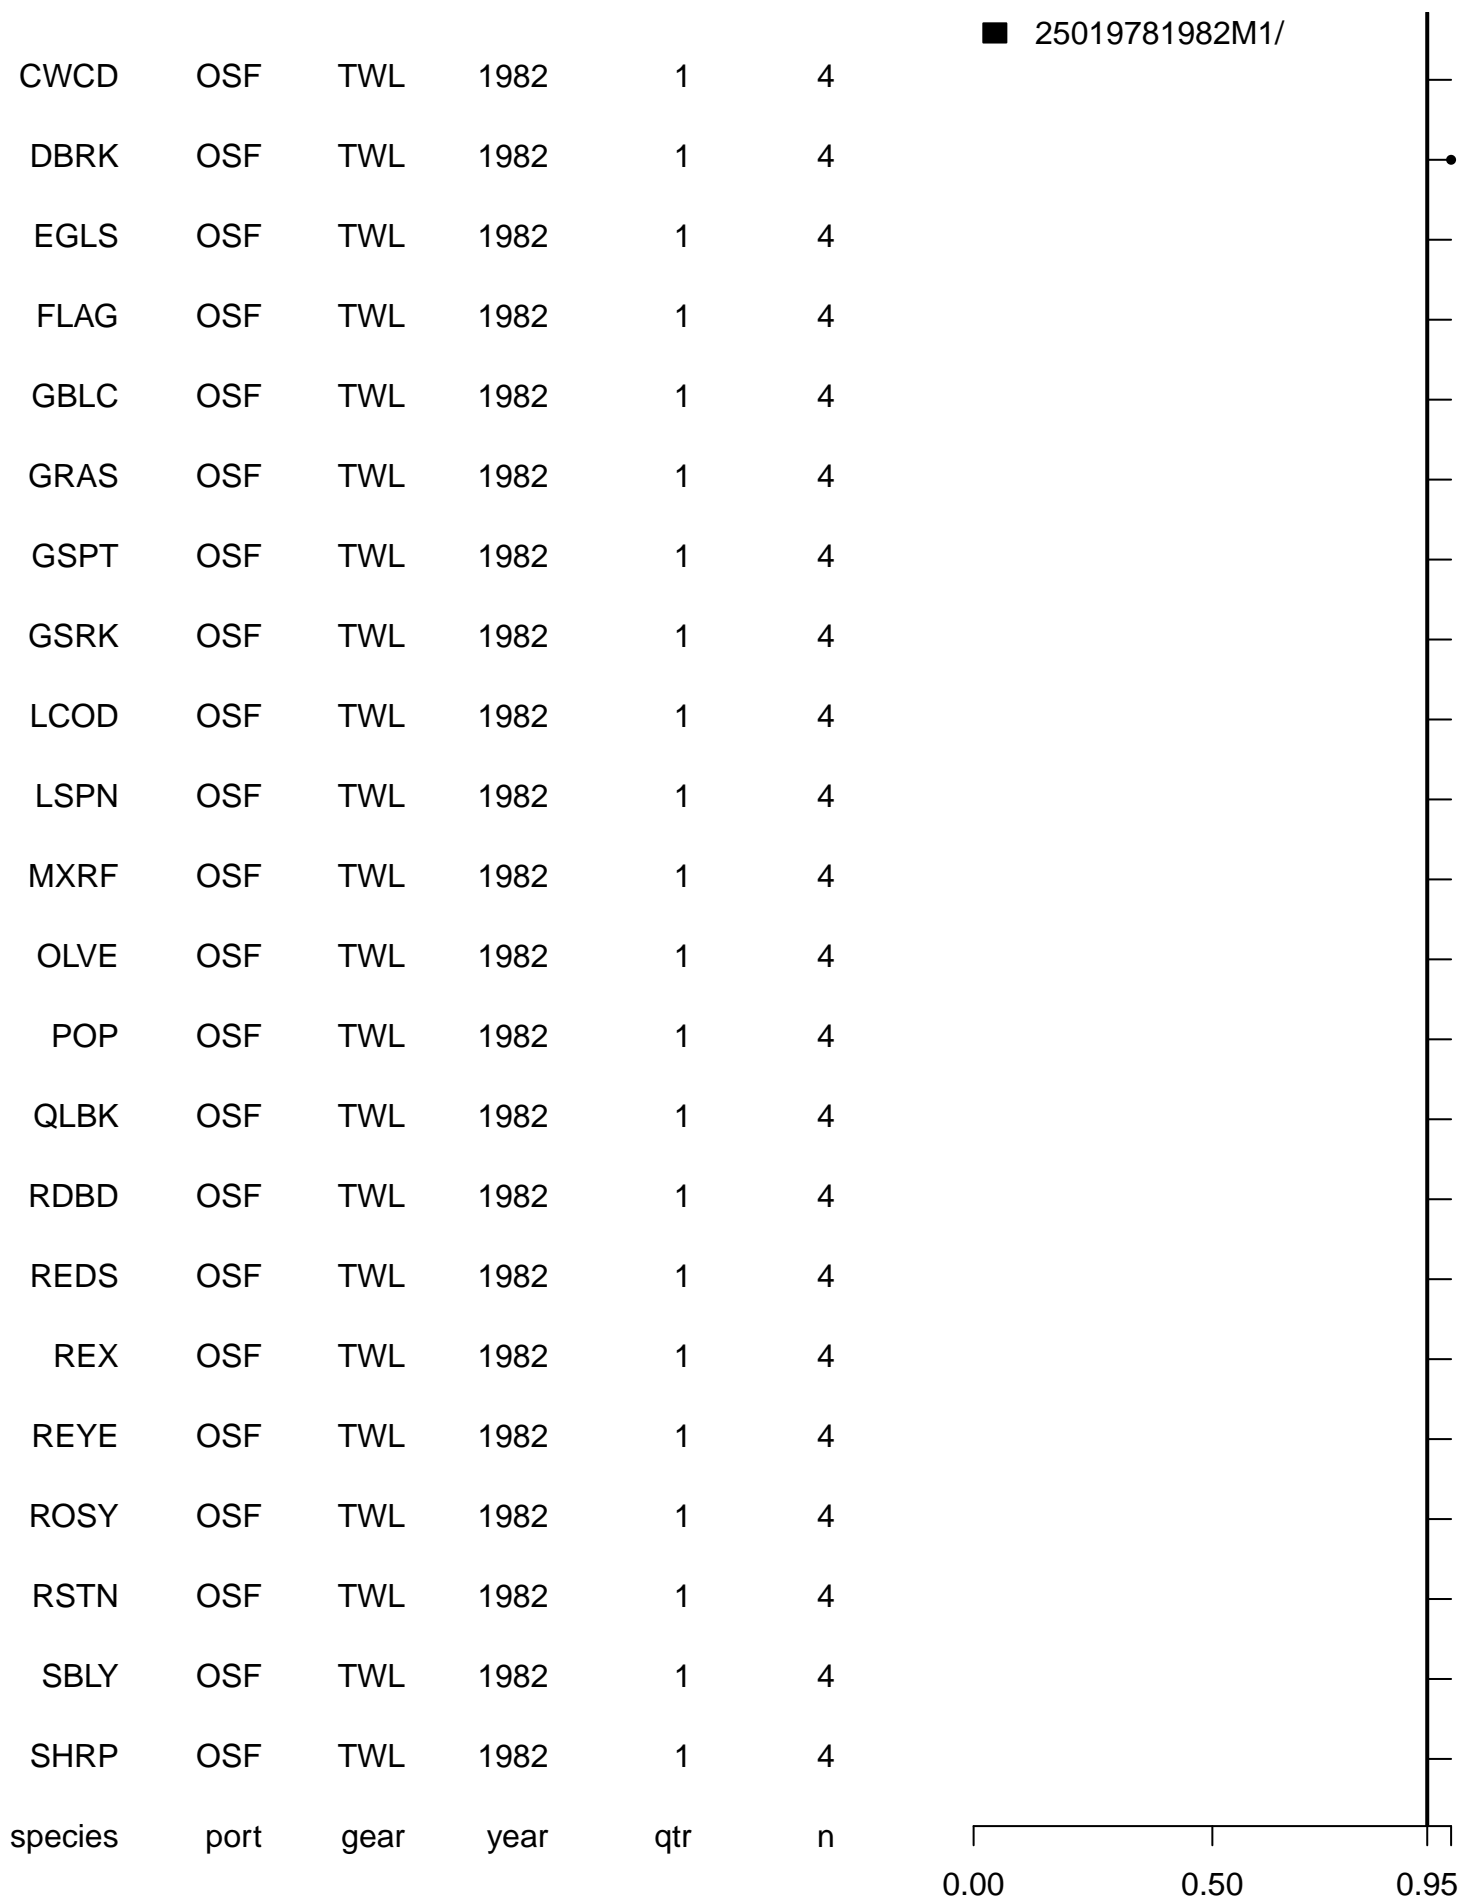 25019781982M1/
CWCD OSF TWL 1982 1 4
DBRK OSF TWL 1982 1 4
EGLS OSF TWL 1982 1 4
FLAG OSF TWL 1982 1 4
GBLC OSF TWL 1982 1 4
GRAS OSF TWL 1982 1 4
GSPT OSF TWL 1982 1 4
GSRK OSF TWL 1982 1 4
LCOD OSF TWL 1982 1 4
LSPN OSF TWL 1982 1 4
MXRF OSF TWL 1982 1 4
OLVE OSF TWL 1982 1 4
POP OSF TWL 1982 1 4
QLBK OSF TWL 1982 1 4
RDBD OSF TWL 1982 1 4
REDS OSF TWL 1982 1 4
REX OSF TWL 1982 1 4
REYE OSF TWL 1982 1 4
ROSY OSF TWL 1982 1 4
RSTN OSF TWL 1982 1 4
SBLY OSF TWL 1982 1 4
SHRP OSF TWL 1982 1 4
species port gear year qtr n
0.00 0.50 0.95